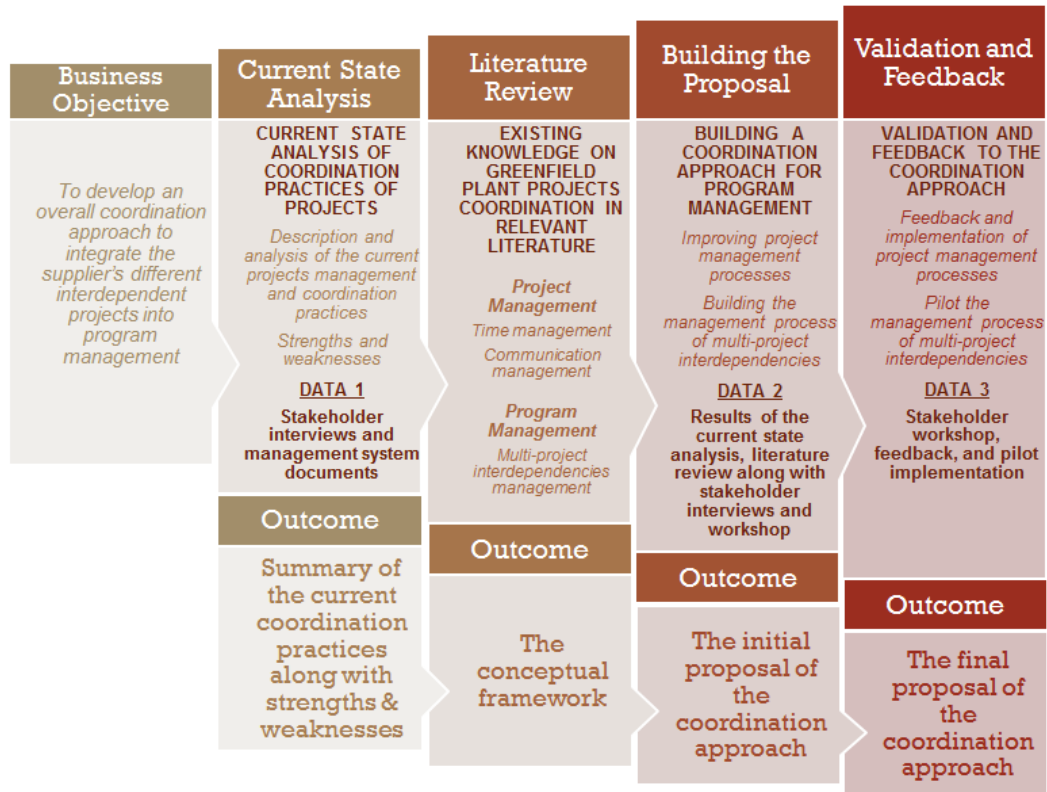 Business
Objective
To develop an
overall coordination
approach to
integrate the
supplier's different
interdependent
projects into
program
management
Current State
Analysis
CURRENT STATE
ANALYSIS OF
COORDINATION
PRACTICES OF
PROJECTS
Description and
analysis of the current
projects management
and coordination
practices
Strengths and
weaknesses
DATA 1
Stakeholder
interviews and
management system
documents
Outcome
Summary of
the current
coordination
practices
along with
strengths &
weaknesses
Literature
Review
EXISTING
KNOWLEDGE ON
GREENFIELD
PLANT PROJECTS
COORDINATION IN
RELEVANT
LITERATURE
Project
Management
Time management
Communication
management
Program
Management
Multi-project
interdependencies
management
Outcome
The
conceptual
framework
Building the
Proposal
BUILDING A
COORDINATION
APPROACH FOR
PROGRAM
MANAGEMENT
Improving project
management
processes
Building the
management process
of multi-project
interdependencies
DATA 2
Results of the
current state
analysis, literature
review along with
stakeholder
interviews and
workshop
Outcome
The initial
proposal of
the
coordination
approach
Validation and
Feedback
VALIDATION AND
FEEDBACK TO THE
COORDINATION
APPROACH
Feedback and
implementation of
project management
processes
Pilot the
management process
of multi-project
interdependencies
DATA 3
Stakeholder
workshop,
feedback, and pilot
implementation
Outcome
The final
proposal of
the
coordination
approach